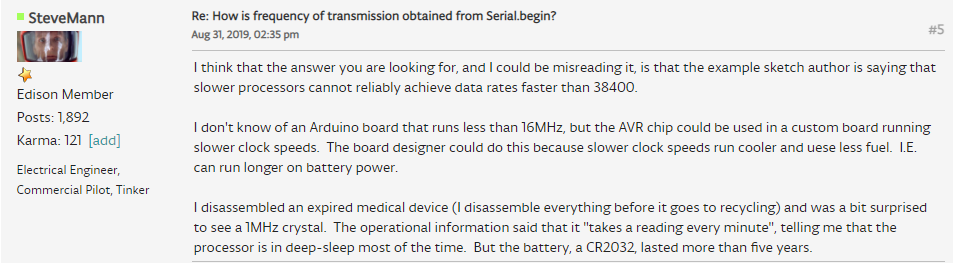 SteveMann
Re: How is frequency of transmission obtained from Serial.begin?
Aug 31, 2019, 02:35 pm
#5
Edison Member
Posts: 1,892
Karma: 121 [add]
Electrical Engineer,
Commercial Pilot, Tinker
I think that the answer you are looking for, and I could be misreading it, is that the example sketch author is saying that
slower processors cannot reliably achieve data rates faster than 38400.
I don't know of an Arduino board that runs less than 16MHz, but the AVR chip could be used in a custom board running
slower clock speeds.  The board designer could do this because slower clock speeds run cooler and uese less fuel.  I.E.
can run longer on battery power.
I disassembled an expired medical device (I disassemble everything before it goes to recycling) and was a bit surprised
to see a 1MHz crystal.  The operational information said that it "takes a reading every minute", telling me that the
processor is in deep-sleep most of the time.  But the battery, a CR2032, lasted more than five years.